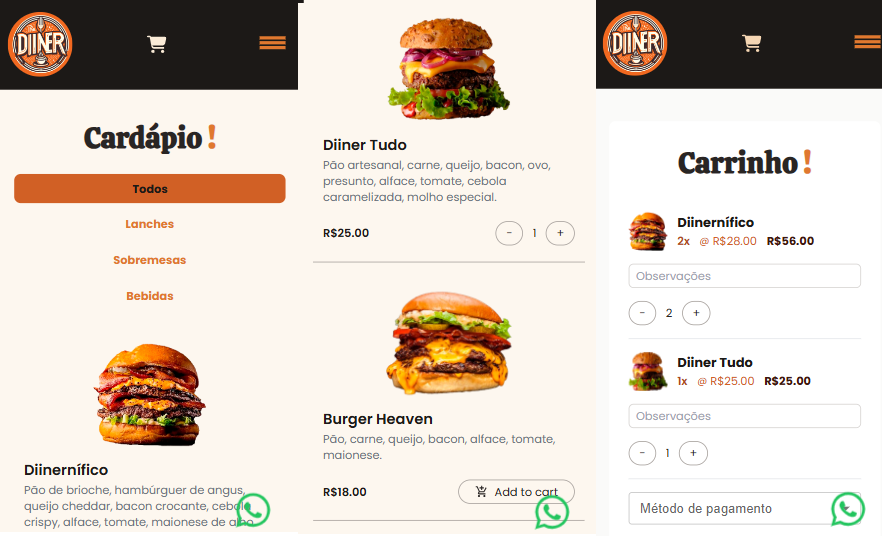 DIINER
Cardápio !
Todos
Lanches
Sobremesas
Bebidas
Diinernífico
Pão de brioche, hambúrguer de angus,
queijo cheddar, bacon crocante, cebola
crispy, alface, tomate, maionese de alho
Diiner Tudo
Pão artesanal, carne, queijo, bacon, ovo,
presunto, alface, tomate, cebola
caramelizada, molho especial.
R$25.00
- 1 +
Burger Heaven
Pão, carne, queijo, bacon, alface, tomate,
maionese.
R$18.00
Add to cart
DIINER
Carrinho !
Diinernífico
2x @ R$28.00 R$56.00
Observações
- 2 +
Diiner Tudo
1x @ R$25.00 R$25.00
Observações
- 1 +
Método de pagamento